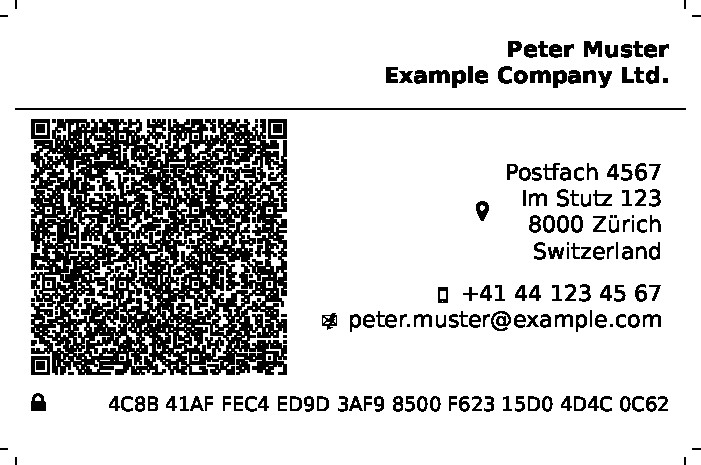 Peter Muster
Example Company Ltd.
Postfach 4567
Im Stutz 123
8000 Zürich
Switzerland
+41 44 123 45 67
peter.muster@example.com
4C8B 41AF FEC4 ED9D 3AF9 8500 F623 15D0 4D4C 0C62